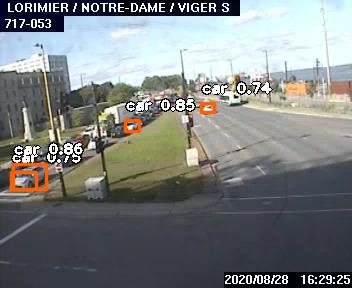 LORIMIER / NOTRE-DAME / VIGER S
717-053
car 0.74
car 0.85
car 0.86
car 0.75
2020/08/28 16:29:25